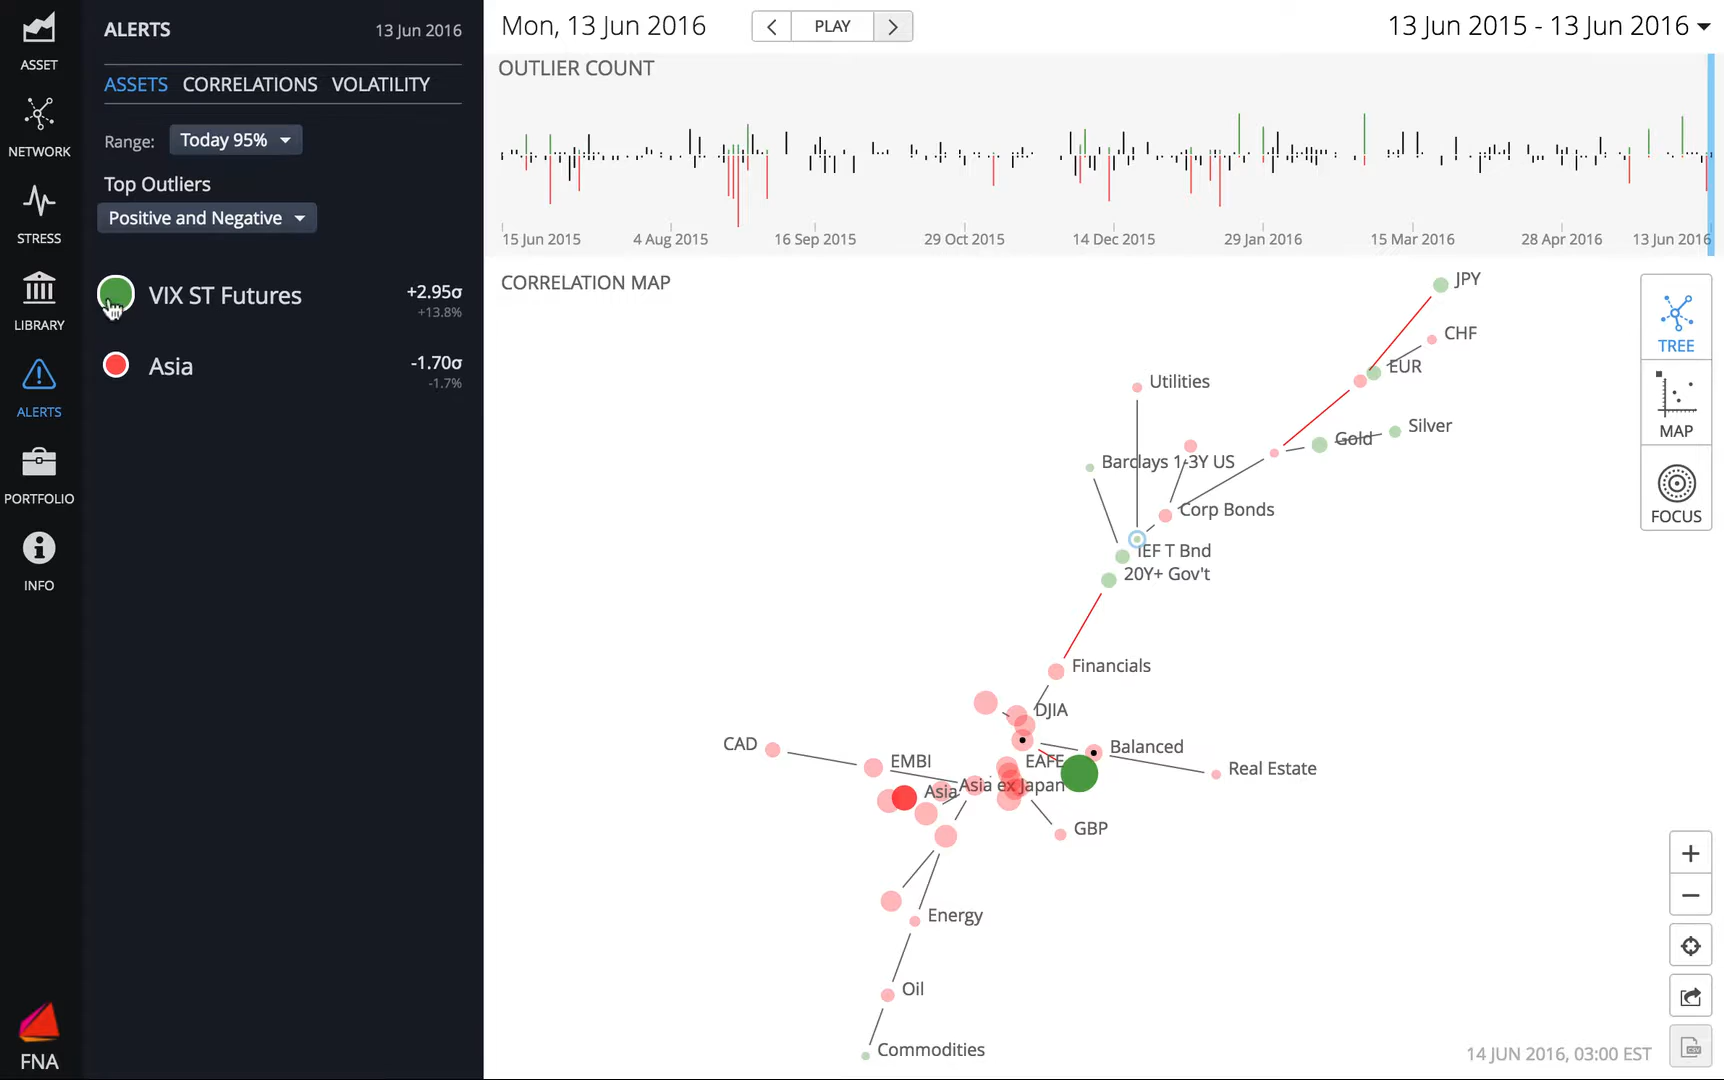 ASSET
NETWORK
STRESS
LIBRARY
ALERTS
PORTFOLIO
INFO
FNA
ALERTS 13 Jun 2016
ASSETS CORRELATIONS VOLATILITY
Range: Today 95%
Top Outliers
Positive and Negative
VIX ST Futures +2.95σ
+13.8%
Asia -1.70σ
-1.7%
Mon, 13 Jun 2016 PLAY 13 Jun 2015 - 13 Jun 2016
OUTLIER COUNT
15 Jun 2015 4 Aug 2015 16 Sep 2015 29 Oct 2015 14 Dec 2015 29 Jan 2016 15 Mar 2016 28 Apr 2016 13 Jun 2016
CORRELATION MAP
JPY
CHF
EUR
Utilities
Silver
Gold
Barclays 1-3Y US
Corp Bonds
IEF T Bnd
20Y+ Gov't
Financials
DJIA
CAD
Balanced
EMBI
EAFE
Real Estate
Asia
Asia ex Japan
GBP
Energy
Oil
Commodities
TREE
MAP
FOCUS
+
−
CSV
14 JUN 2016, 03:00 EST